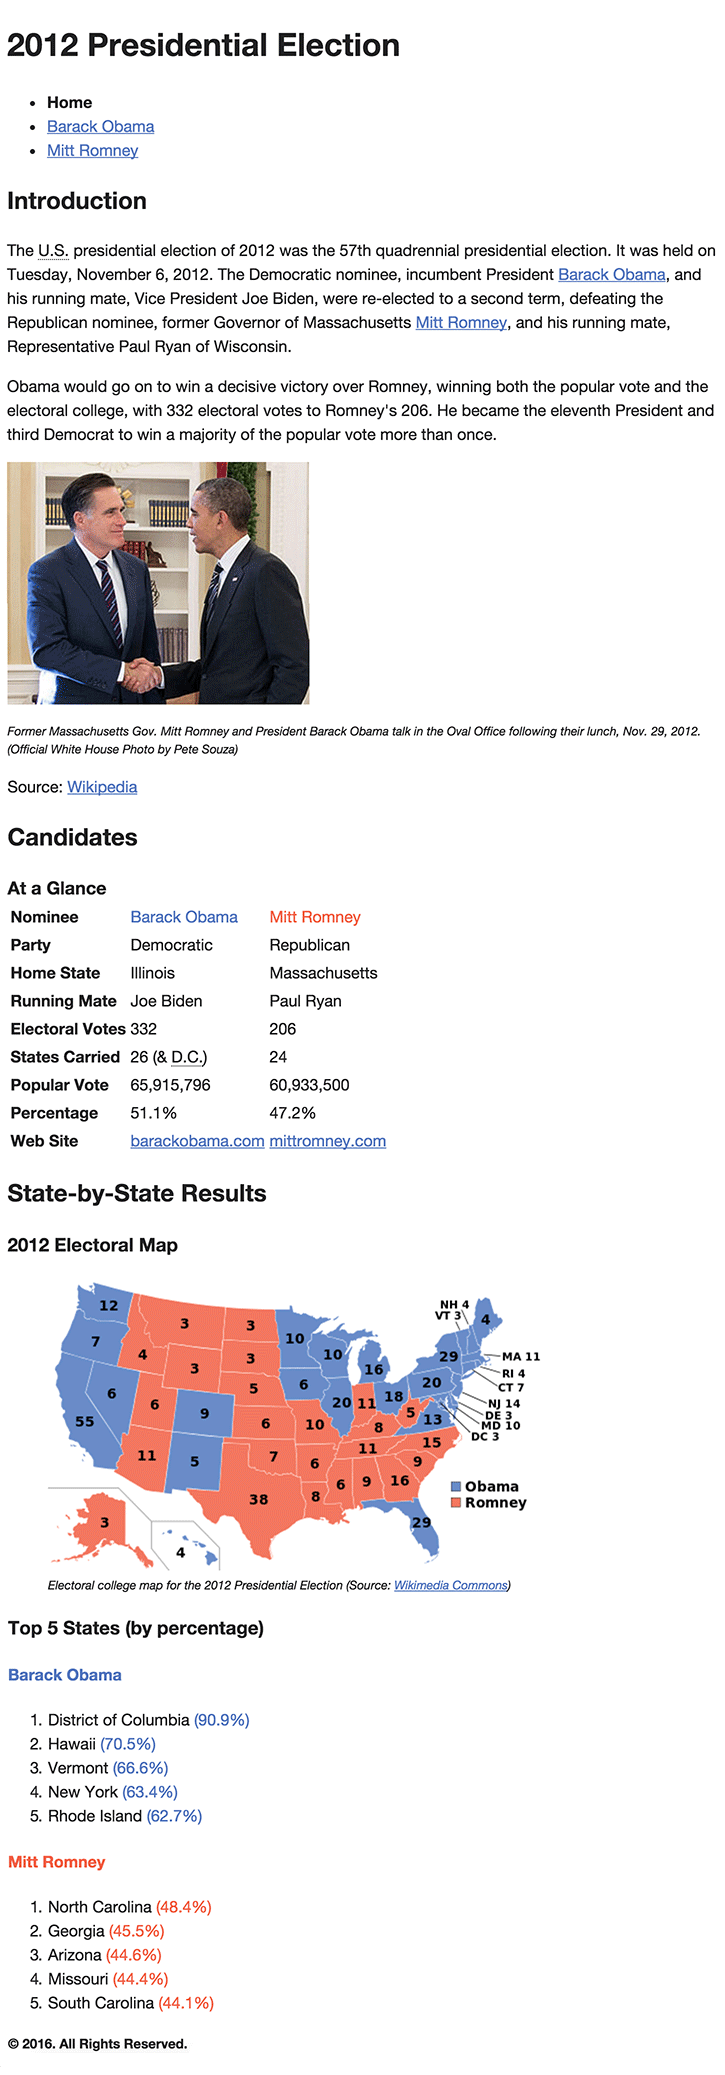 2012 Presidential Election
• Home
• Barack Obama
• Mitt Romney
Introduction
The U.S. presidential election of 2012 was the 57th quadrennial presidential election. It was held on
Tuesday, November 6, 2012. The Democratic nominee, incumbent President Barack Obama, and
his running mate, Vice President Joe Biden, were re-elected to a second term, defeating the
Republican nominee, former Governor of Massachusetts Mitt Romney, and his running mate,
Representative Paul Ryan of Wisconsin.
Obama would go on to win a decisive victory over Romney, winning both the popular vote and the
electoral college, with 332 electoral votes to Romney's 206. He became the eleventh President and
third Democrat to win a majority of the popular vote more than once.
Former Massachusetts Gov. Mitt Romney and President Barack Obama talk in the Oval Office following their lunch, Nov. 29, 2012.
(Official White House Photo by Pete Souza)
Source: Wikipedia
Candidates
At a Glance
Nominee Barack Obama Mitt Romney
Party Democratic Republican
Home State Illinois Massachusetts
Running Mate Joe Biden Paul Ryan
Electoral Votes 332 206
States Carried 26 (& D.C.) 24
Popular Vote 65,915,796 60,933,500
Percentage 51.1% 47.2%
Web Site barackobama.com mittromney.com
State-by-State Results
2012 Electoral Map
12 3 3 NH 4
VT 3 4
7 10
4 3 3 10 29 MA 11
16 RI 4
6 5 6 20 CT 7
6 9 20 11 18 NJ 14
55 6 10 5 13 DE 3
8 MD 10
DC 3
11 5 7 6 11 15
9
38 8 6 9 16 Obama
Romney
3 29
4
Electoral college map for the 2012 Presidential Election (Source: Wikimedia Commons)
Top 5 States (by percentage)
Barack Obama
1. District of Columbia (90.9%)
2. Hawaii (70.5%)
3. Vermont (66.6%)
4. New York (63.4%)
5. Rhode Island (62.7%)
Mitt Romney
1. North Carolina (48.4%)
2. Georgia (45.5%)
3. Arizona (44.6%)
4. Missouri (44.4%)
5. South Carolina (44.1%)
© 2016. All Rights Reserved.